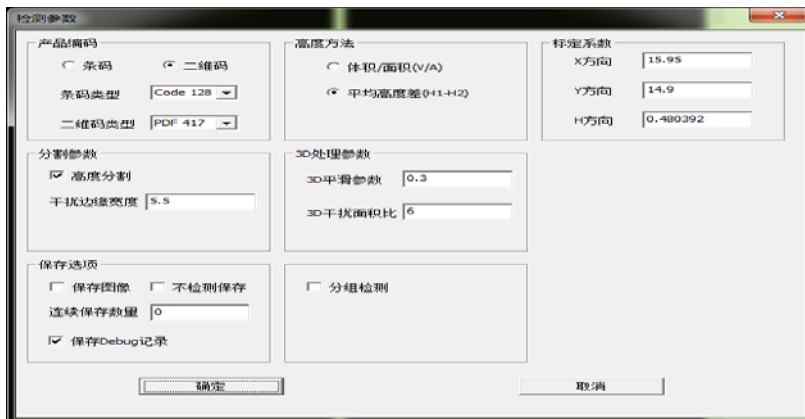 检测参数
产品编码
条码 二维码
条码类型 Code 128
二维码类型 PDF 417
高度方法
体积/面积(V/A)
平均高度差(H1-H2)
标定系数
X方向 15.95
Y方向 14.9
H方向 0.480392
分割参数
高度分割
干扰边缘宽度 5.5
3D处理参数
3D平滑参数 0.3
3D干扰面积比 6
保存选项
保存图像 不检测保存
连续保存数量 0
保存Debug记录
分组检测
确定 取消